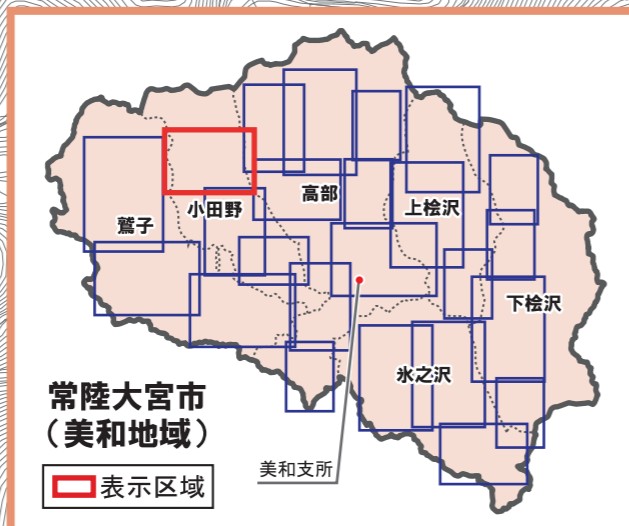 高部
上桧沢
小田野
鷲子
下桧沢
氷之沢
常陸大宮市
（美和地域）
美和支所
表示区域